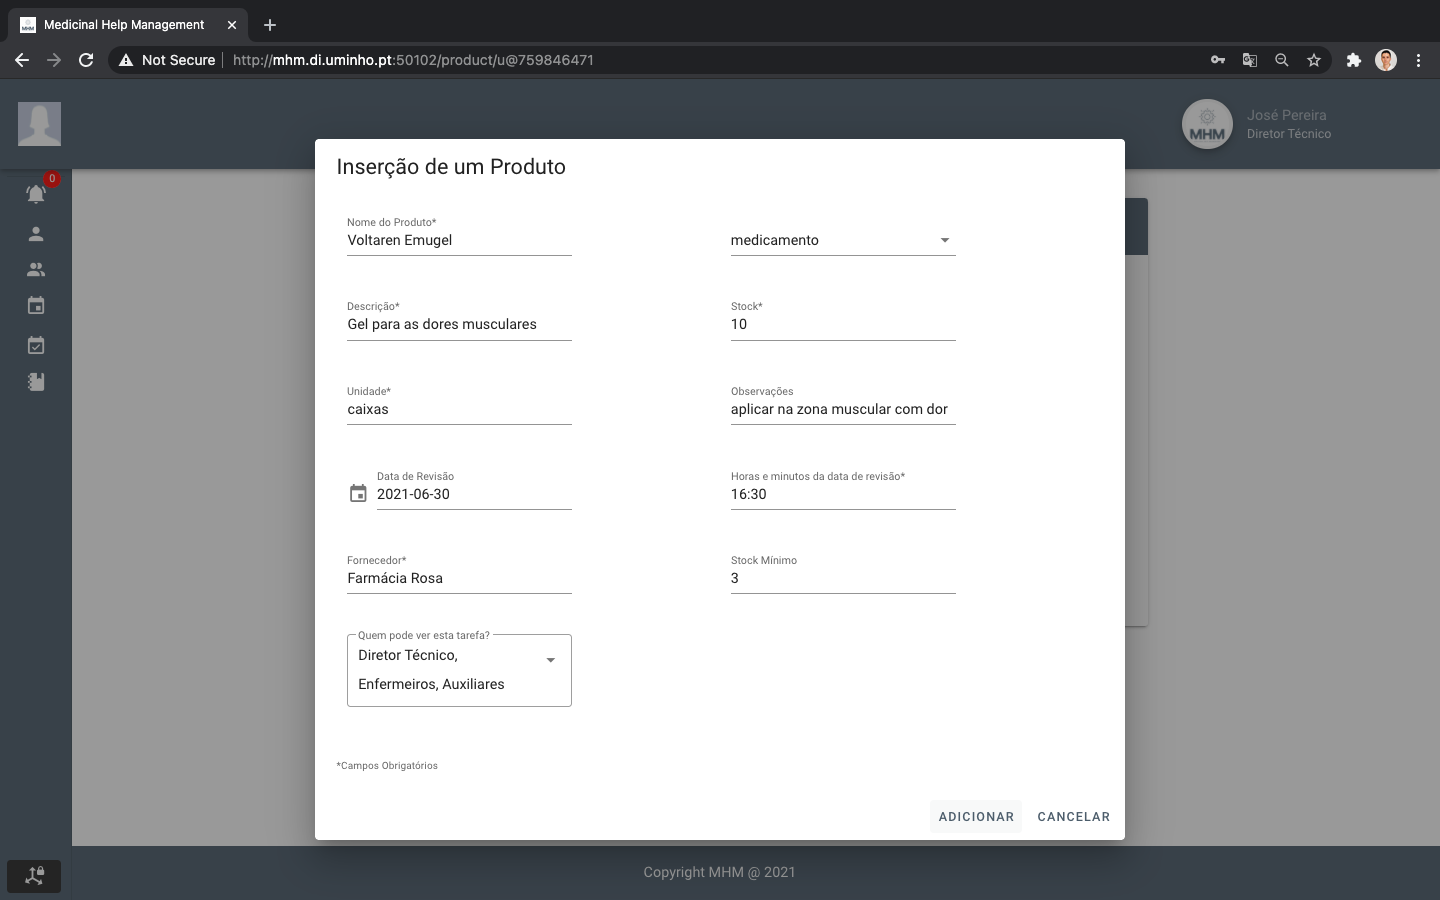 Medicinal Help Management
Not Secure
http://mhm.di.uminho.pt:50102/product/u@759846471
José Pereira
MHM
Diretor Técnico
0
Inserção de um Produto
Nome do Produto*
Voltaren Emugel
medicamento
Descrição*
Gel para as dores musculares
Stock*
10
Unidade*
caixas
Observações
aplicar na zona muscular com dor
Data de Revisão
2021-06-30
Horas e minutos da data de revisão*
16:30
Fornecedor*
Farmácia Rosa
Stock Mínimo
3
Quem pode ver esta tarefa?
Diretor Técnico,
Enfermeiros, Auxiliares
*Campos Obrigatórios
ADICIONAR
CANCELAR
Copyright MHM @ 2021